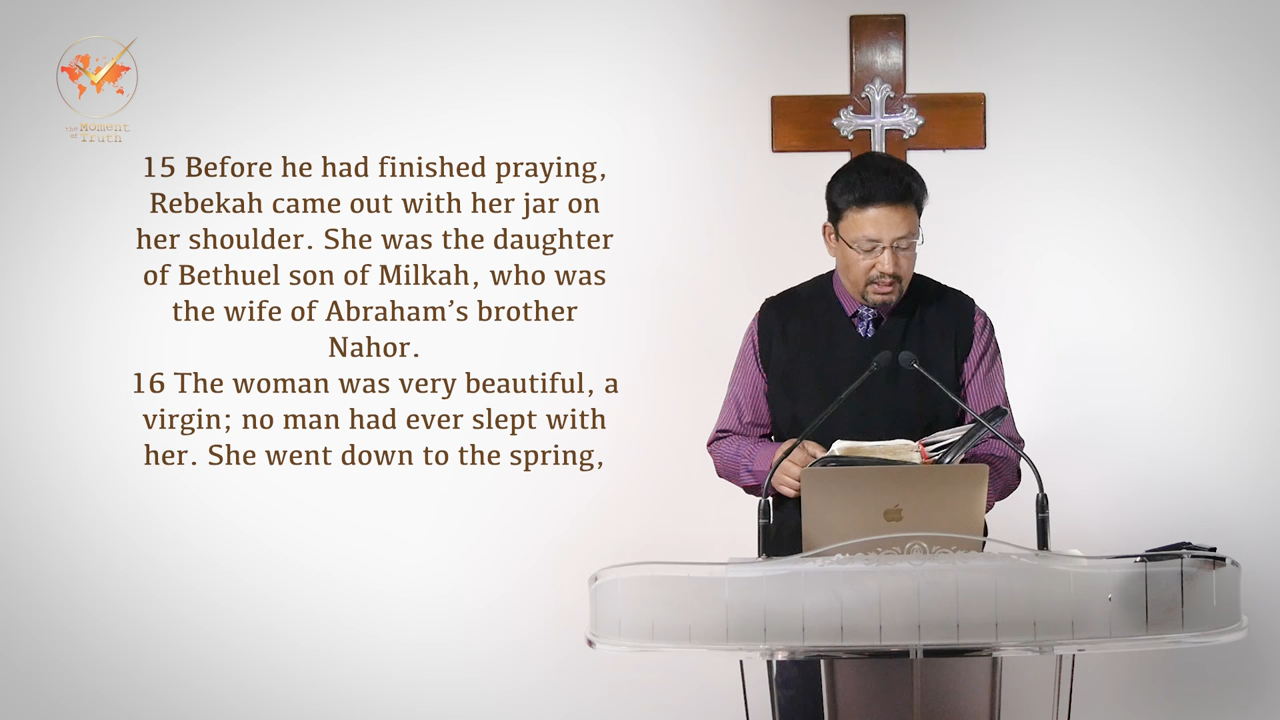 the Moment
of Truth
15 Before he had finished praying,
Rebekah came out with her jar on
her shoulder. She was the daughter
of Bethuel son of Milkah, who was
the wife of Abraham’s brother
Nahor.
16 The woman was very beautiful, a
virgin; no man had ever slept with
her. She went down to the spring,